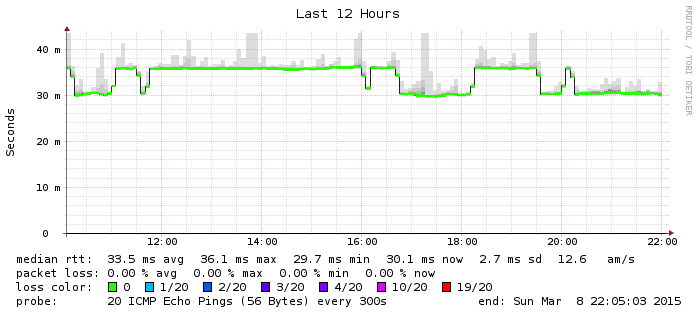 Last 12 Hours
RRDTOOL / TOBI OETIKER
Seconds
40 m
30 m
20 m
10 m
0
12:00 14:00 16:00 18:00 20:00 22:00
median rtt: 33.5 ms avg 36.1 ms max 29.7 ms min 30.1 ms now 2.7 ms sd 12.6 am/s
packet loss: 0.00 % avg 0.00 % max 0.00 % min 0.00 % now
loss color: 0 1/20 2/20 3/20 4/20 10/20 19/20
probe: 20 ICMP Echo Pings (56 Bytes) every 300s end: Sun Mar 8 22:05:03 2015